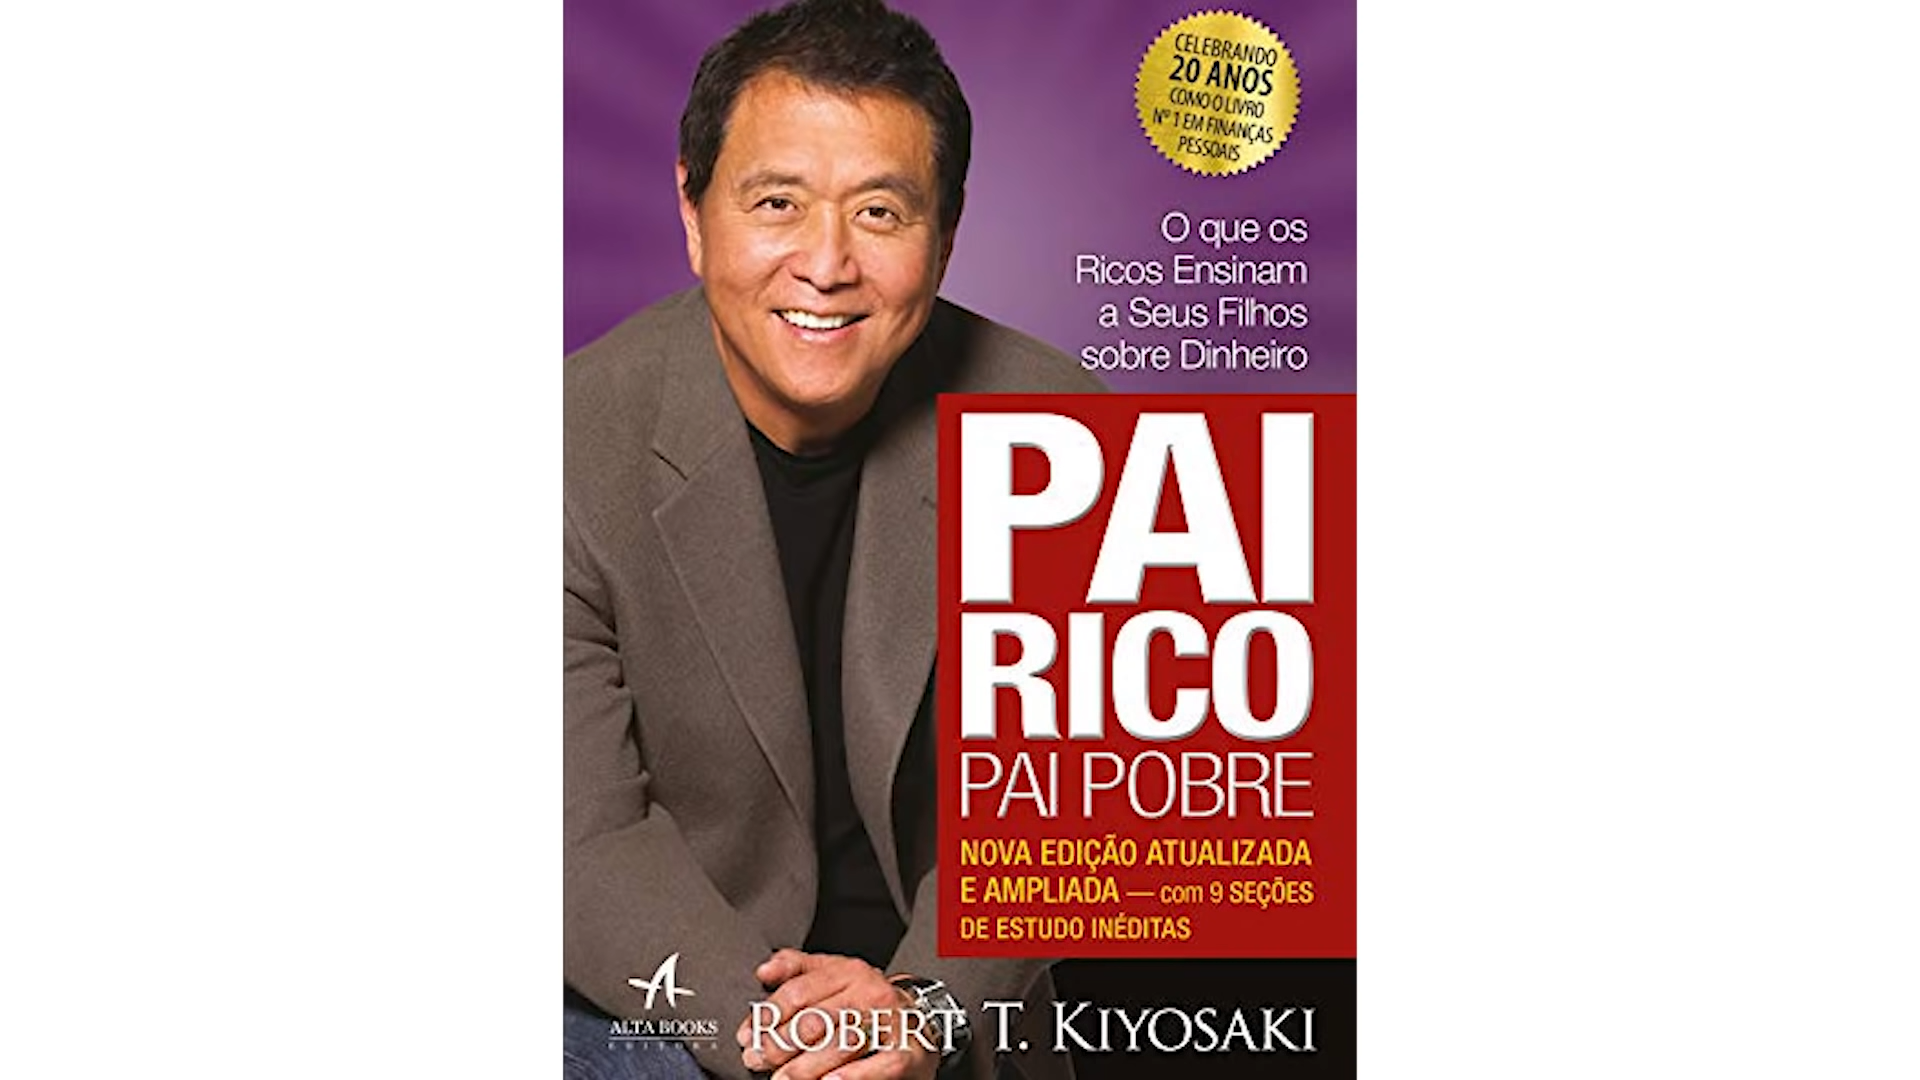 CELEBRANDO
20 ANOS
COMO O LIVRO
Nº 1 EM FINANÇAS
PESSOAIS
O que os
Ricos Ensinam
a Seus Filhos
sobre Dinheiro
PAI
RICO
PAI POBRE
NOVA EDIÇÃO ATUALIZADA
E AMPLIADA — com 9 SEÇÕES
DE ESTUDO INÉDITAS
ALTA BOOKS
EDITORA
ROBERT T. KIYOSAKI